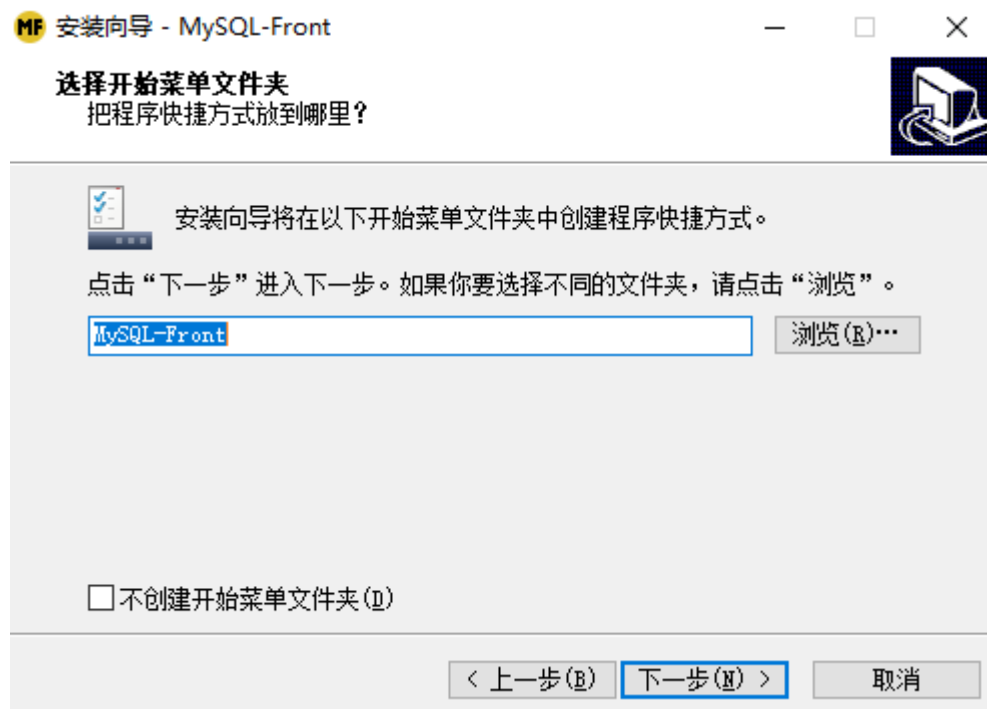 MF 安装向导 - MySQL-Front
选择开始菜单文件夹
把程序快捷方式放到哪里？
安装向导将在以下开始菜单文件夹中创建程序快捷方式。
点击“下一步”进入下一步。如果你要选择不同的文件夹，请点击“浏览”。
MySQL-Front
浏览(R)…
不创建开始菜单文件夹(D)
< 上一步(B)
下一步(N) >
取消